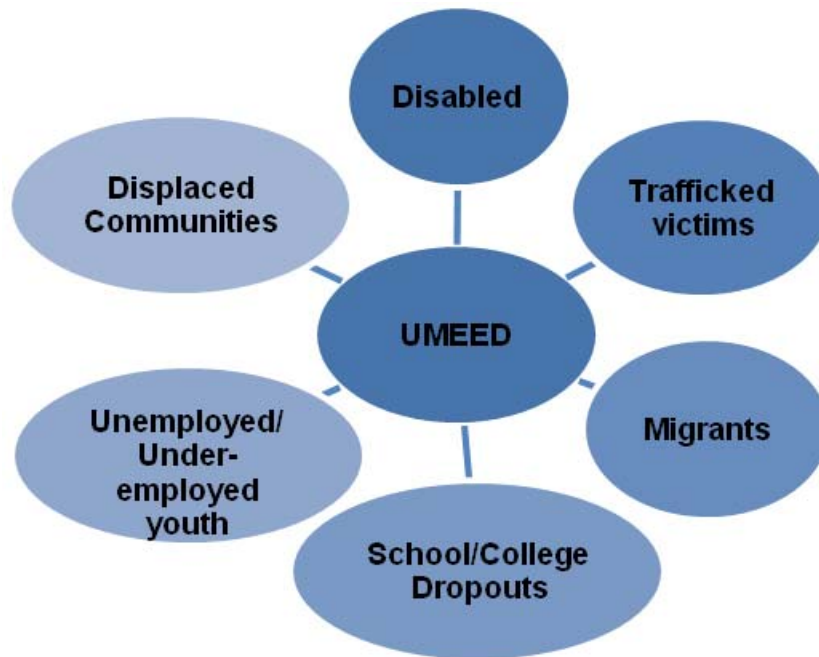 Disabled
Displaced
Communities
Trafficked
victims
UMEED
Unemployed/
Under-
employed
youth
Migrants
School/College
Dropouts